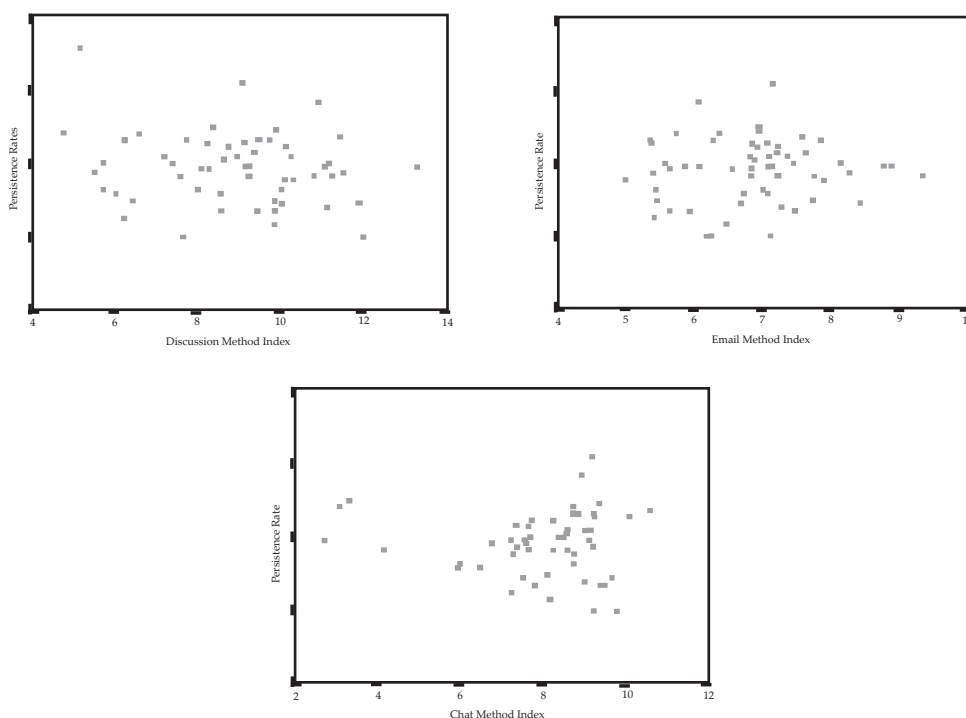 Persistence Rates
4 6 8 10 12 14
Discussion Method Index
Persistence Rate
4 5 6 7 8 9 1
Email Method Index
Persistence Rate
2 4 6 8 10 12
Chat Method Index